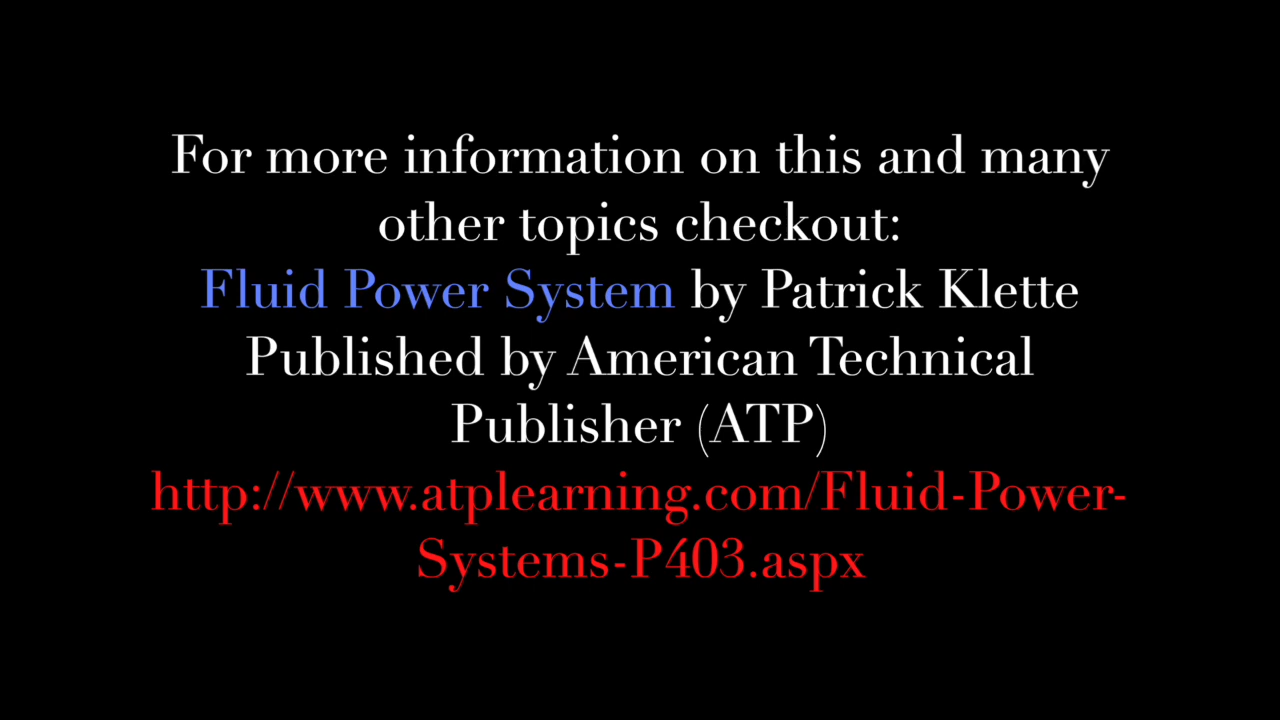 For more information on this and many
other topics checkout:
Fluid Power System by Patrick Klette
Published by American Technical
Publisher (ATP)
http://www.atplearning.com/Fluid-Power-
Systems-P403.aspx